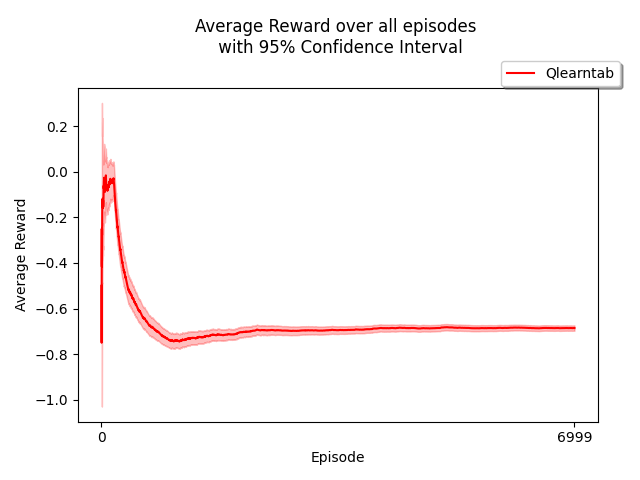 Average Reward over all episodes
with 95% Confidence Interval
Qlearntab
0.2
0.0
−0.2
−0.4
−0.6
−0.8
−1.0
Average Reward
0
6999
Episode